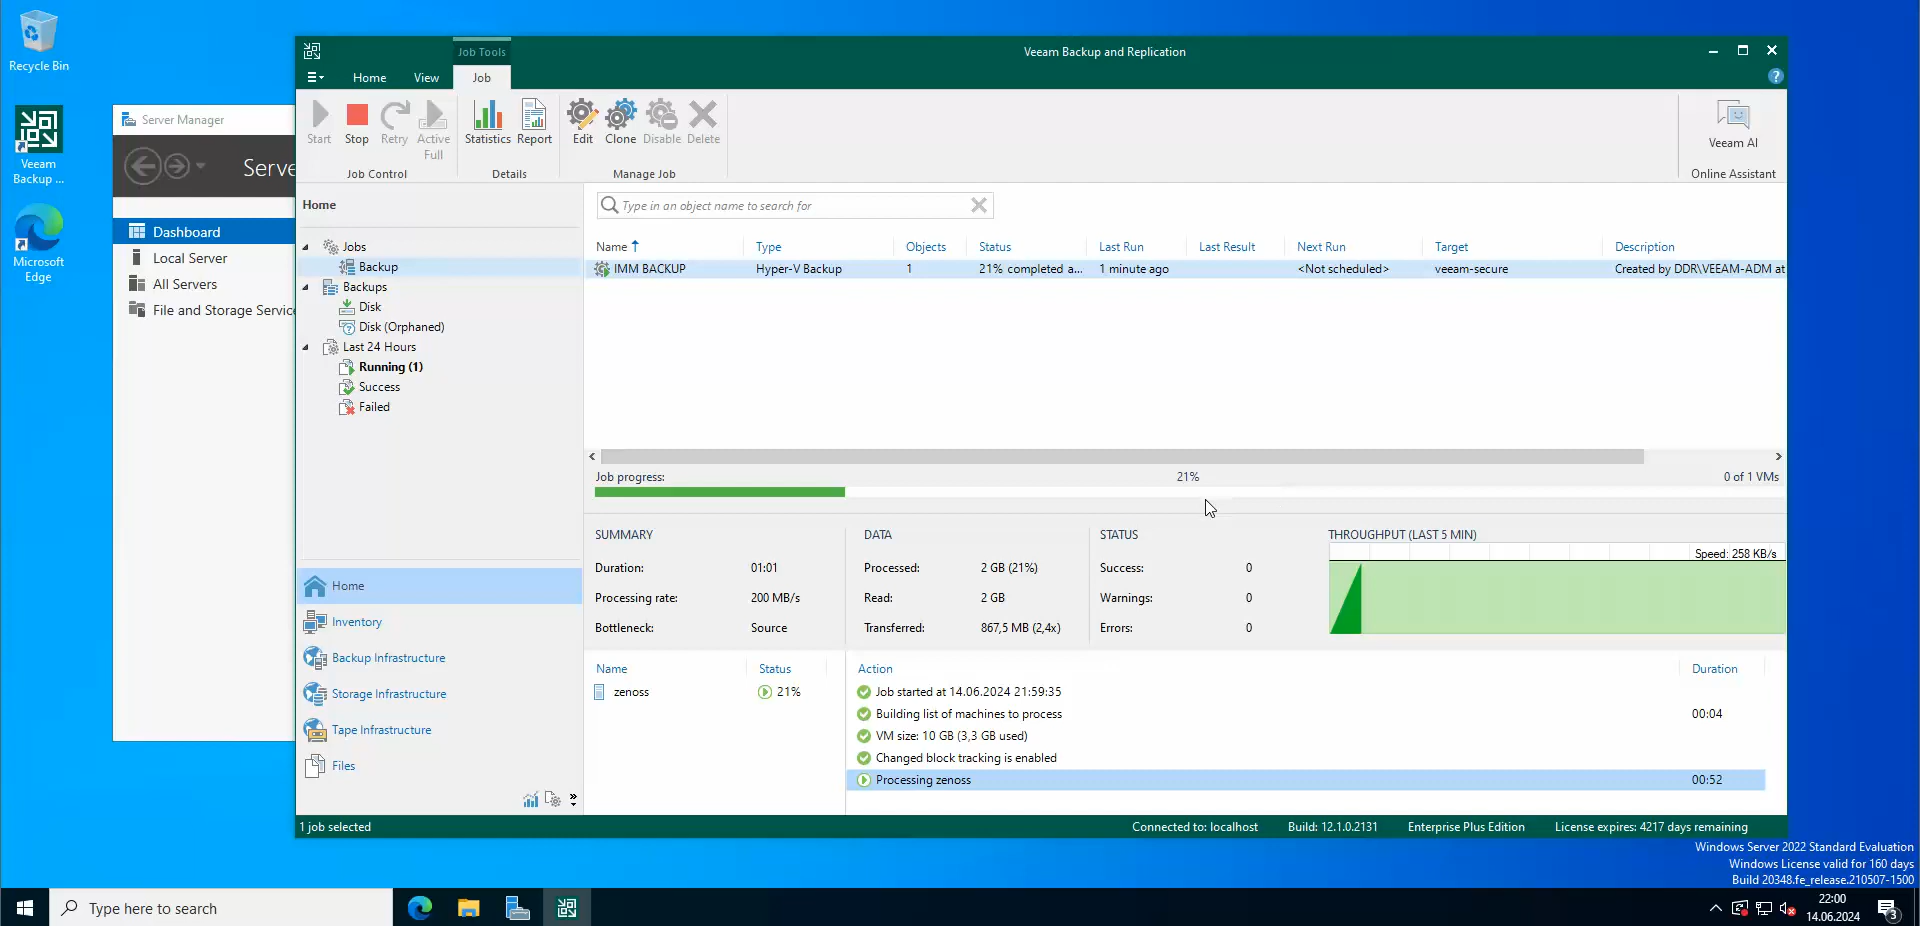 Recycle Bin
Veeam
Backup ...
Microsoft
Edge
Server Manager
Serve
Dashboard
Local Server
All Servers
File and Storage Service
Job Tools
Veeam Backup and Replication
Home
View
Job
?
Start
Stop
Retry
Active
Full
Statistics
Report
Edit
Clone
Disable
Delete
Veeam AI
Job Control
Details
Manage Job
Online Assistant
Home
Type in an object name to search for
Jobs
Backup
Backups
Disk
Disk (Orphaned)
Last 24 Hours
Running (1)
Success
Failed
Name
Type
Objects
Status
Last Run
Last Result
Next Run
Target
Description
IMM BACKUP
Hyper-V Backup
1
21% completed a...
1 minute ago
<Not scheduled>
veeam-secure
Created by DDR\VEEAM-ADM at
Job progress:
21%
0 of 1 VMs
SUMMARY
Duration: 01:01
Processing rate: 200 MB/s
Bottleneck: Source
DATA
Processed: 2 GB (21%)
Read: 2 GB
Transferred: 867,5 MB (2,4x)
STATUS
Success: 0
Warnings: 0
Errors: 0
THROUGHPUT (LAST 5 MIN)
Speed: 258 KB/s
Home
Inventory
Backup Infrastructure
Storage Infrastructure
Tape Infrastructure
Files
Name
Status
zenoss
21%
Action
Duration
Job started at 14.06.2024 21:59:35
Building list of machines to process 00:04
VM size: 10 GB (3,3 GB used)
Changed block tracking is enabled
Processing zenoss 00:52
1 job selected
Connected to: localhost
Build: 12.1.0.2131
Enterprise Plus Edition
License expires: 4217 days remaining
Windows Server 2022 Standard Evaluation
Windows License valid for 160 days
Build 20348.fe_release.210507-1500
Type here to search
22:00
14.06.2024
3